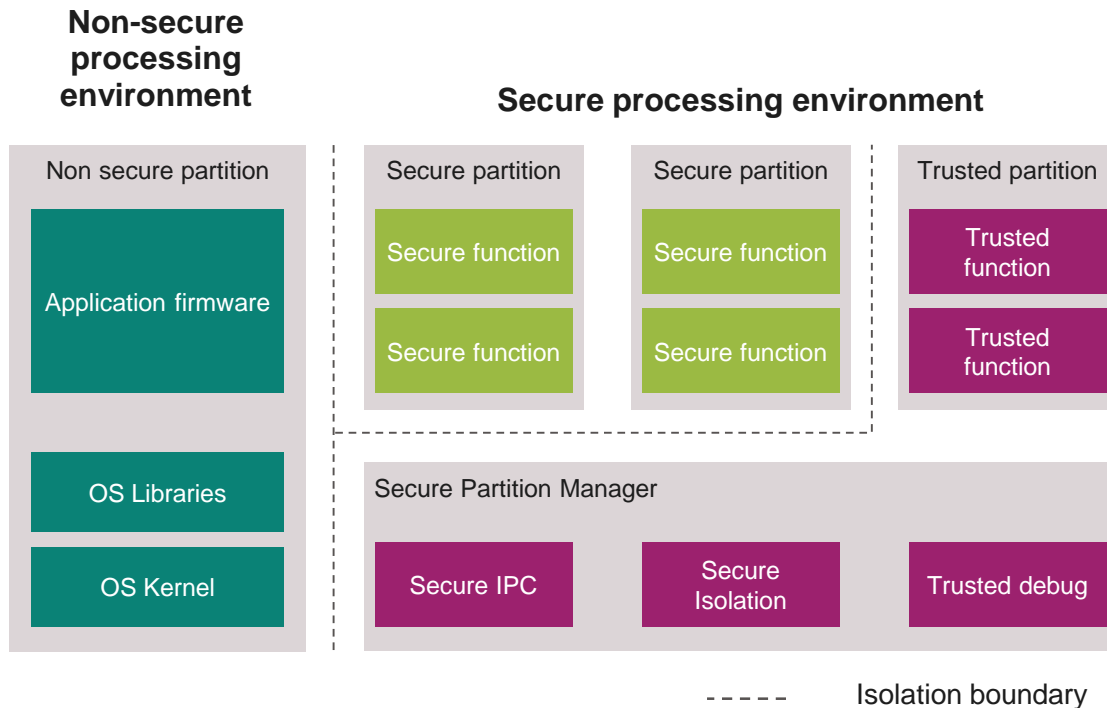 Non-secure
processing
environment
Secure processing environment
Non secure partition
Application firmware
OS Libraries
OS Kernel
Secure partition
Secure function
Secure function
Secure partition
Secure function
Secure function
Trusted partition
Trusted
function
Trusted
function
Secure Partition Manager
Secure IPC
Secure
Isolation
Trusted debug
Isolation boundary